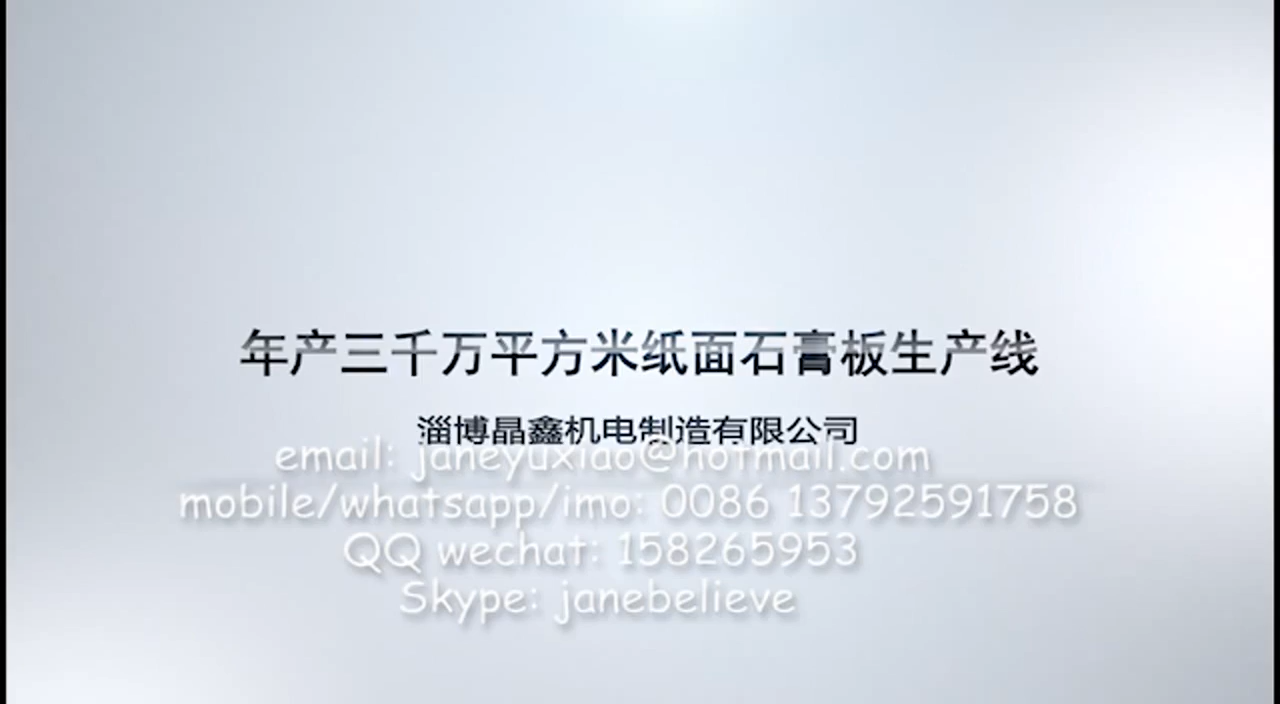 年产三千万平方米纸面石膏板生产线
淄博晶鑫机电制造有限公司
email: janeyuxiao@hotmail.com
mobile/whatsapp/imo: 0086 13792591758
QQ wechat: 158265953
Skype: janebelieve